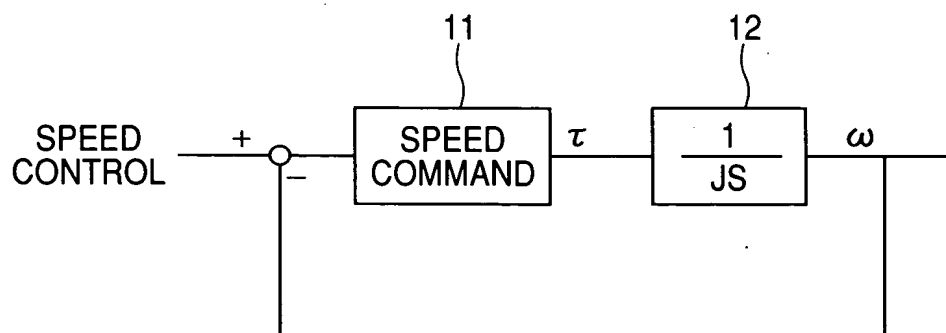 11
12
SPEED
CONTROL
+
−
SPEED
COMMAND
τ
1
JS
ω